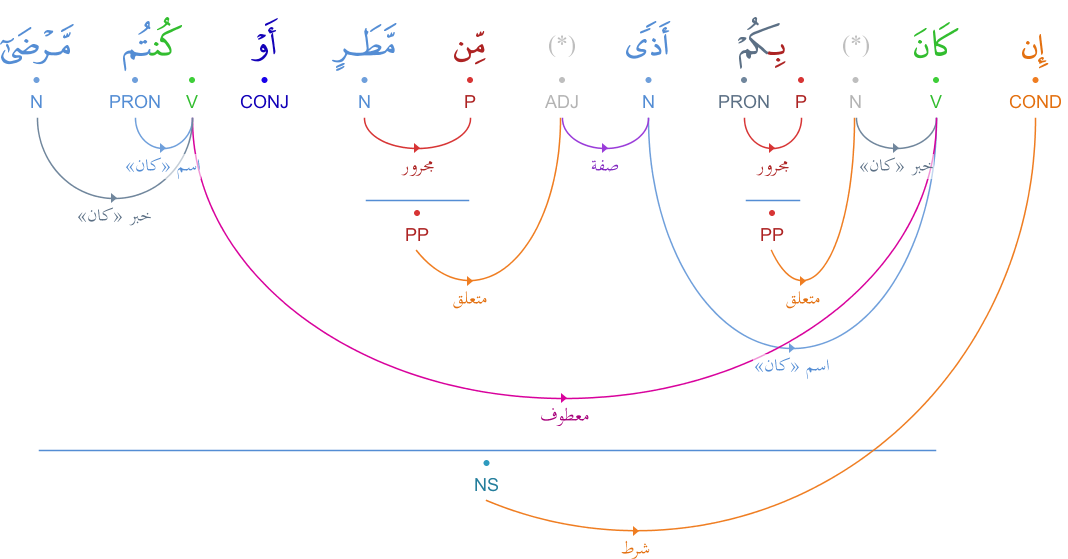 إِن كَانَ (*) بِكُمْ أَذًى (*) مِّن مَّطَرٍ أَوْ كُنتُم مَّرْضَىٰٓ
COND V N P PRON N ADJ P N CONJ V PRON N
خبر «كان» مجرور صفة مجرور اسم «كان»
خبر «كان»
PP PP
متعلق متعلق
اسم «كان»
معطوف
NS
شرط